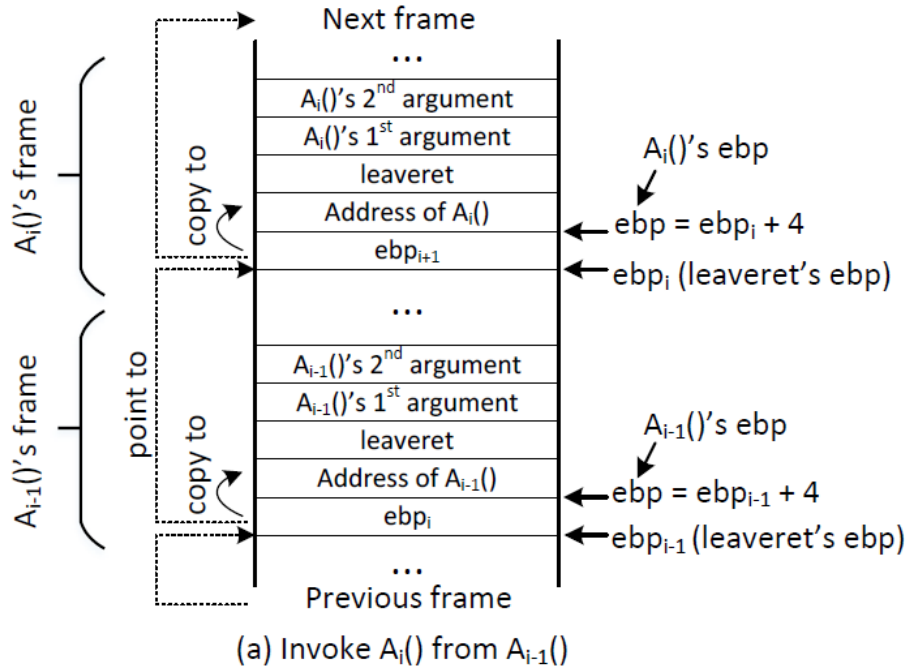 Next frame
...
Aᵢ()'s 2ⁿᵈ argument
Aᵢ()'s 1ˢᵗ argument
leaveret
Address of Aᵢ()
ebpᵢ₊₁
...
Aᵢ₋₁()'s 2ⁿᵈ argument
Aᵢ₋₁()'s 1ˢᵗ argument
leaveret
Address of Aᵢ₋₁()
ebpᵢ
...
Previous frame
Aᵢ()'s frame
Aᵢ₋₁()'s frame
point to
copy to
copy to
Aᵢ()'s ebp
ebp = ebpᵢ + 4
ebpᵢ (leaveret's ebp)
Aᵢ₋₁()'s ebp
ebp = ebpᵢ₋₁ + 4
ebpᵢ₋₁ (leaveret's ebp)
(a) Invoke Aᵢ() from Aᵢ₋₁()